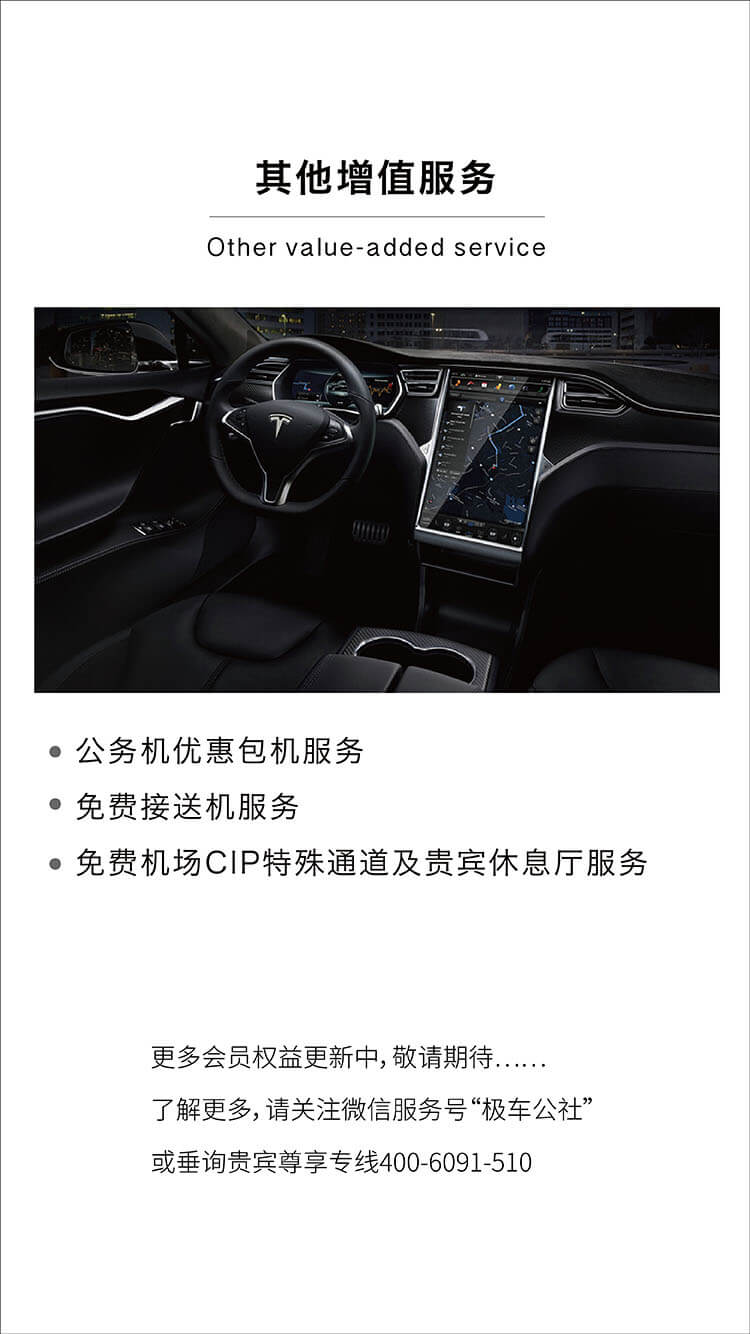 其他增值服务
Other value-added service
公务机优惠包机服务
免费接送机服务
免费机场CIP特殊通道及贵宾休息厅服务
更多会员权益更新中，敬请期待……
了解更多，请关注微信服务号“极车公社”
或垂询贵宾尊享专线400-6091-510